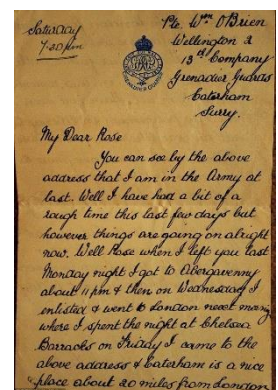 Saturday
7.30 pm
Pte. Wm O'Brien
Wellington 2
13th Company
Grenadier Guards
Caterham
Surry.
My Dear Rose
You can see by the above
address that I am in the Army at
last. Well I have had a bit of a
rough time this last few days but
however things are going on alright
now. Well Rose when I left you last
Monday night I got to Abergavenny
about 11 pm & then on Wednesday I
enlisted & went to London next morng
where I spent the night at Chelsea
Barracks on Friday I came to the
above address & Caterham is a nice
place about 20 miles from London